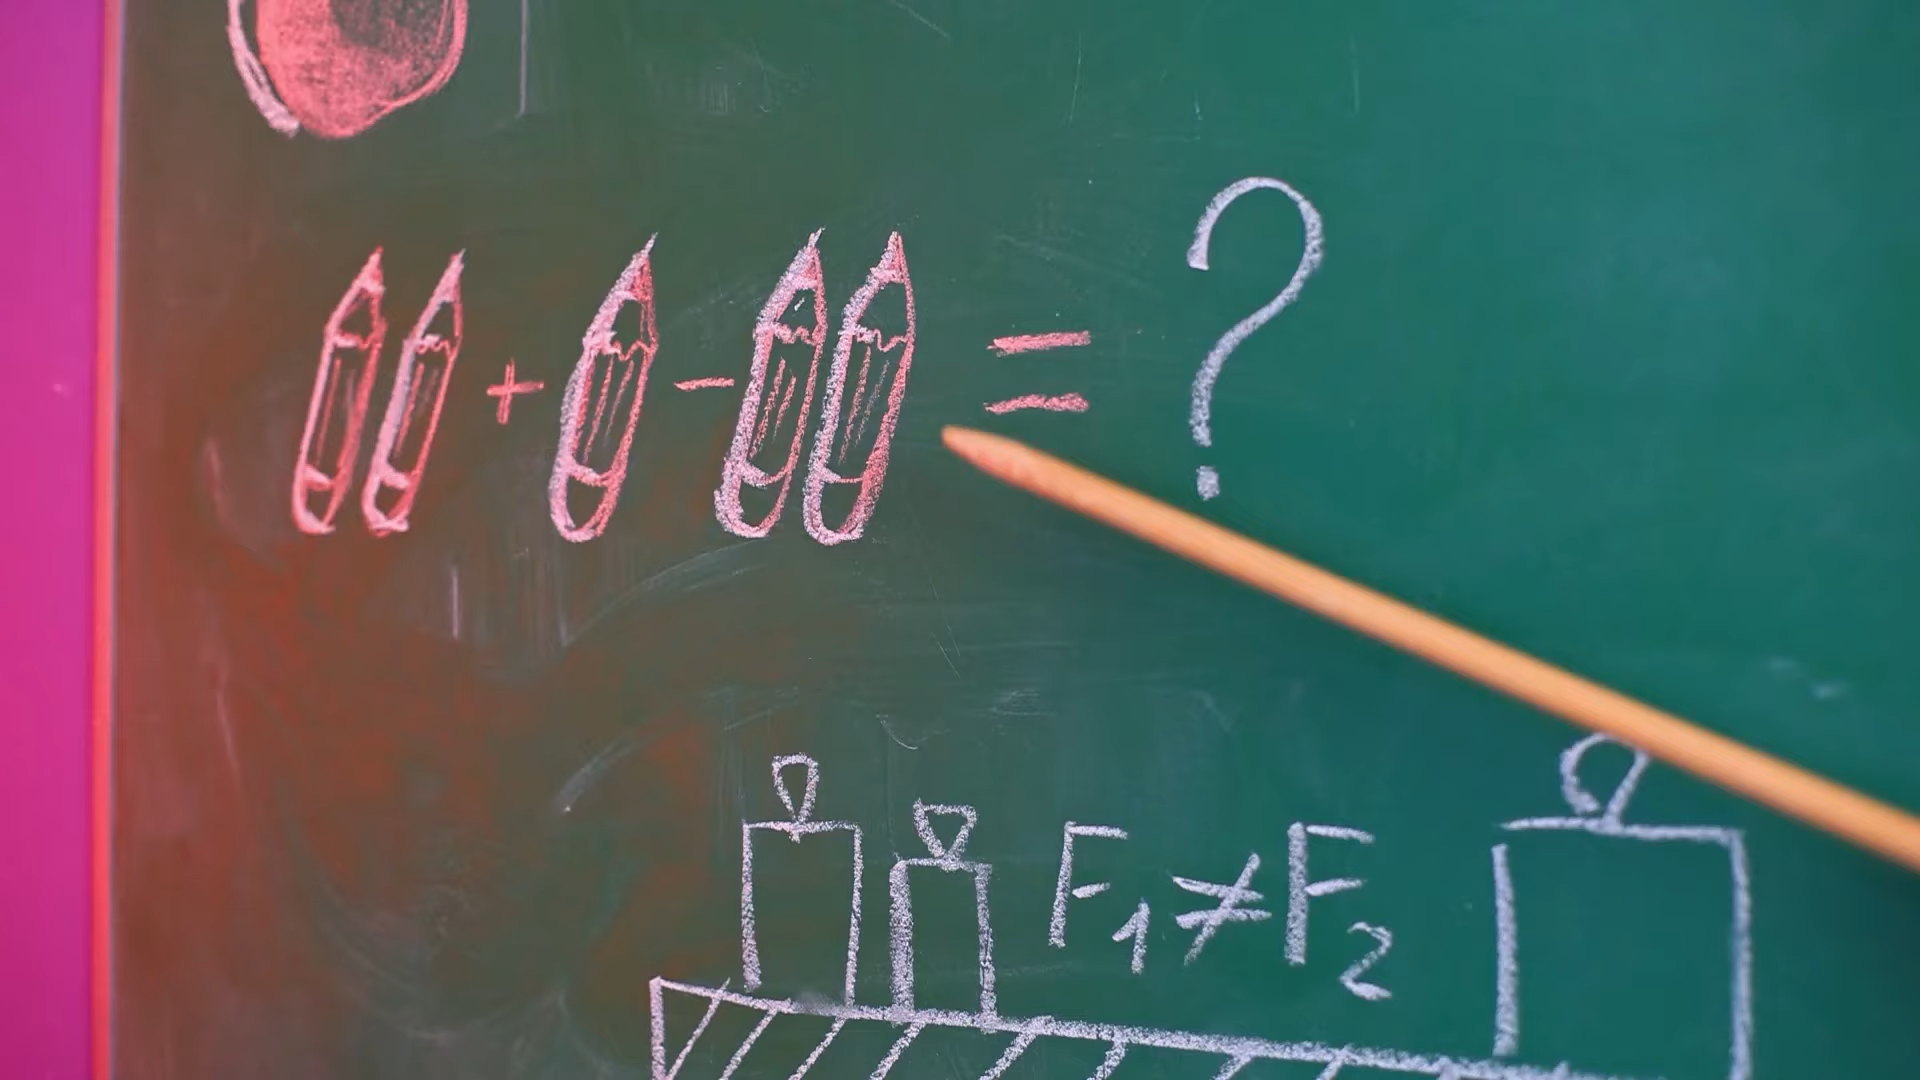 + - = ?
F₁ ≠ F₂